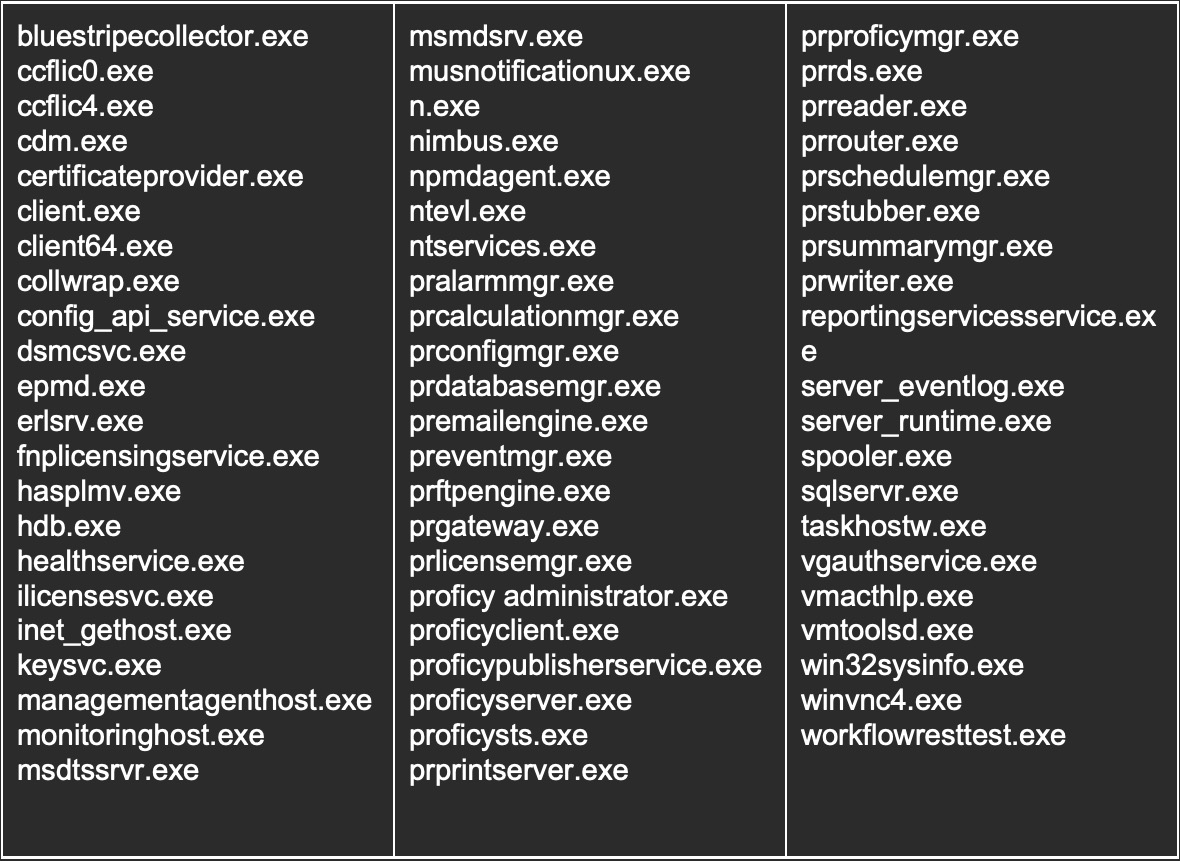 bluestripecollector.exe
ccflic0.exe
ccflic4.exe
cdm.exe
certificateprovider.exe
client.exe
client64.exe
collwrap.exe
config_api_service.exe
dsmcsvc.exe
epmd.exe
erlsrv.exe
fnplicensingservice.exe
hasplmv.exe
hdb.exe
healthservice.exe
ilicensesvc.exe
inet_gethost.exe
keysvc.exe
managementagenthost.exe
monitoringhost.exe
msdtssrvr.exe
msmdsrv.exe
musnotificationux.exe
n.exe
nimbus.exe
npmdagent.exe
ntevl.exe
ntservices.exe
pralarmmgr.exe
prcalculationmgr.exe
prconfigmgr.exe
prdatabasemgr.exe
premailengine.exe
preventmgr.exe
prftpengine.exe
prgateway.exe
prlicensemgr.exe
proficy administrator.exe
proficyclient.exe
proficypublisherservice.exe
proficyserver.exe
proficysts.exe
prprintserver.exe
prproficymgr.exe
prrds.exe
prreader.exe
prrouter.exe
prschedulemgr.exe
prstubber.exe
prsummarymgr.exe
prwriter.exe
reportingservicesservice.ex
e
server_eventlog.exe
server_runtime.exe
spooler.exe
sqlservr.exe
taskhostw.exe
vgauthservice.exe
vmacthlp.exe
vmtoolsd.exe
win32sysinfo.exe
winvnc4.exe
workflowresttest.exe